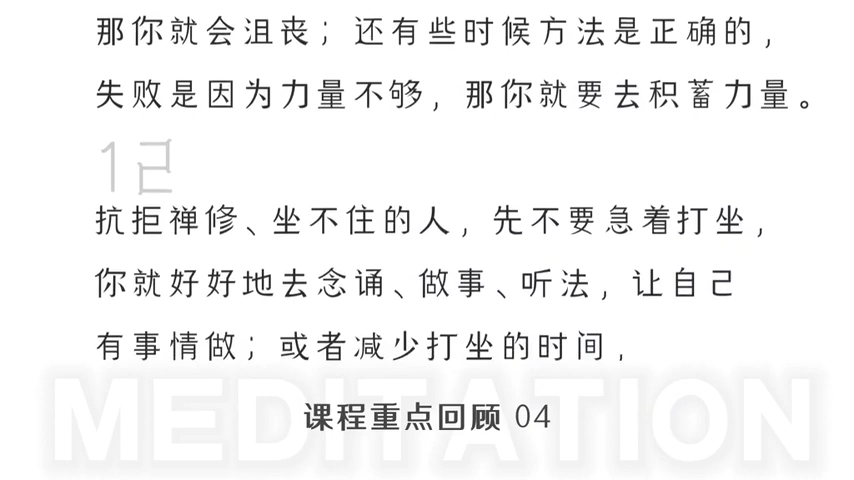 那你就会沮丧；还有些时候方法是正确的，
失败是因为力量不够，那你就要去积蓄力量。
12
抗拒禅修、坐不住的人，先不要急着打坐，
你就好好地去念诵、做事、听法，让自己
有事情做；或者减少打坐的时间，
MEDITATION
课程重点回顾 04